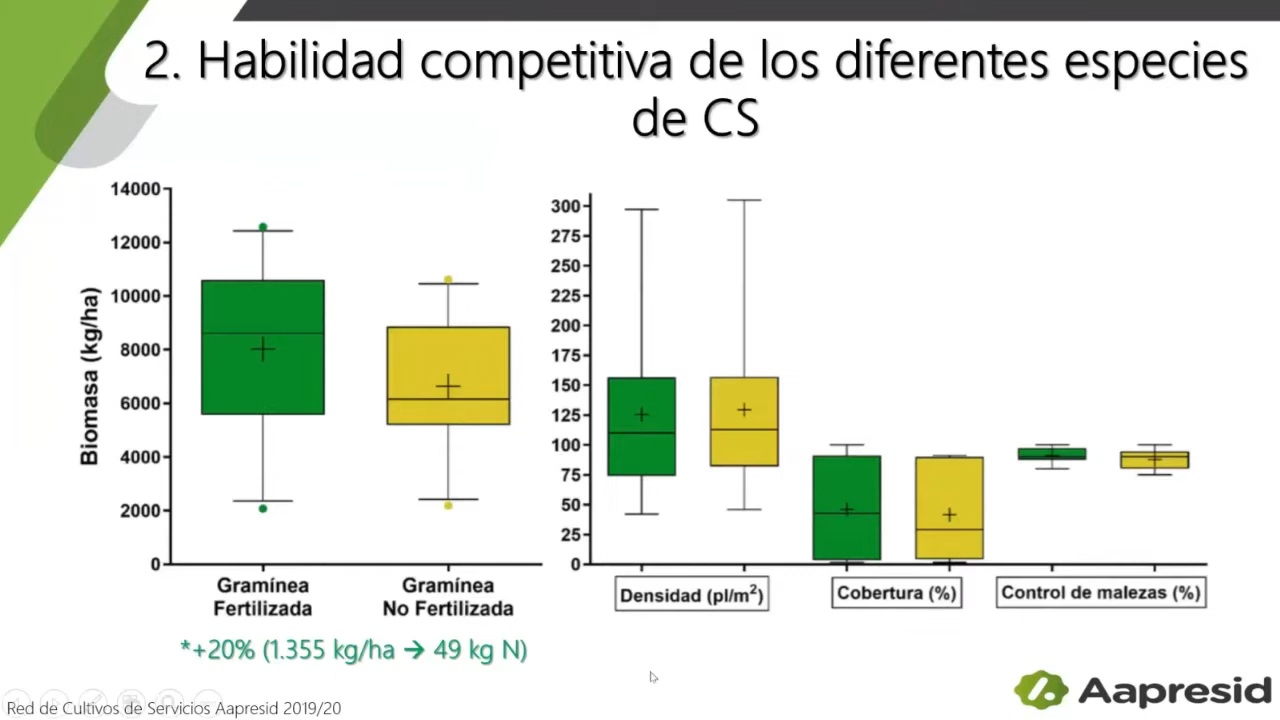 2. Habilidad competitiva de los diferentes especies
de CS
Biomasa (kg/ha)
14000
12000
10000
8000
6000
4000
2000
0
Gramínea
Fertilizada
Gramínea
No Fertilizada
*+20% (1.355 kg/ha → 49 kg N)
300
275
250
225
200
175
150
125
100
75
50
25
0
Densidad (pl/m²)
Cobertura (%)
Control de malezas (%)
Red de Cultivos de Servicios Aapresid 2019/20
Aapresid